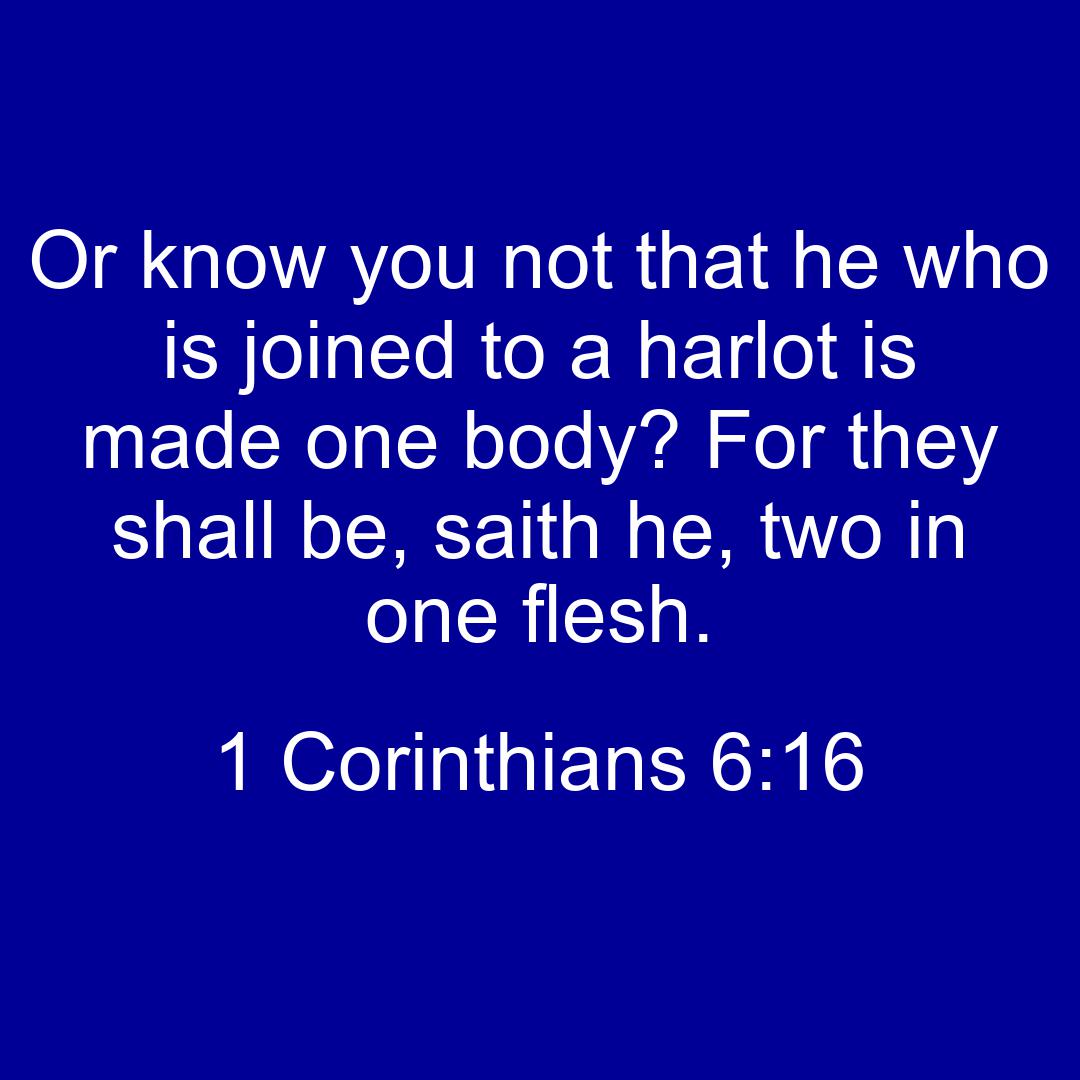 Or know you not that he who
is joined to a harlot is
made one body? For they
shall be, saith he, two in
one flesh.
1 Corinthians 6:16